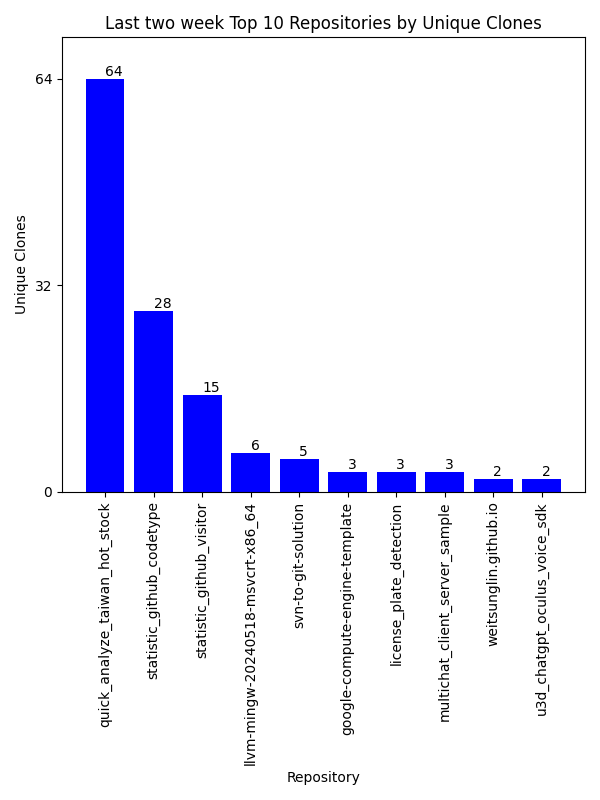 Last two week Top 10 Repositories by Unique Clones
Unique Clones
64
32
0
64
28
15
6
5
3
3
3
2
2
quick_analyze_taiwan_hot_stock
statistic_github_codetype
statistic_github_visitor
llvm-mingw-20240518-msvcrt-x86_64
svn-to-git-solution
google-compute-engine-template
license_plate_detection
multichat_client_server_sample
weitsunglin.github.io
u3d_chatgpt_oculus_voice_sdk
Repository